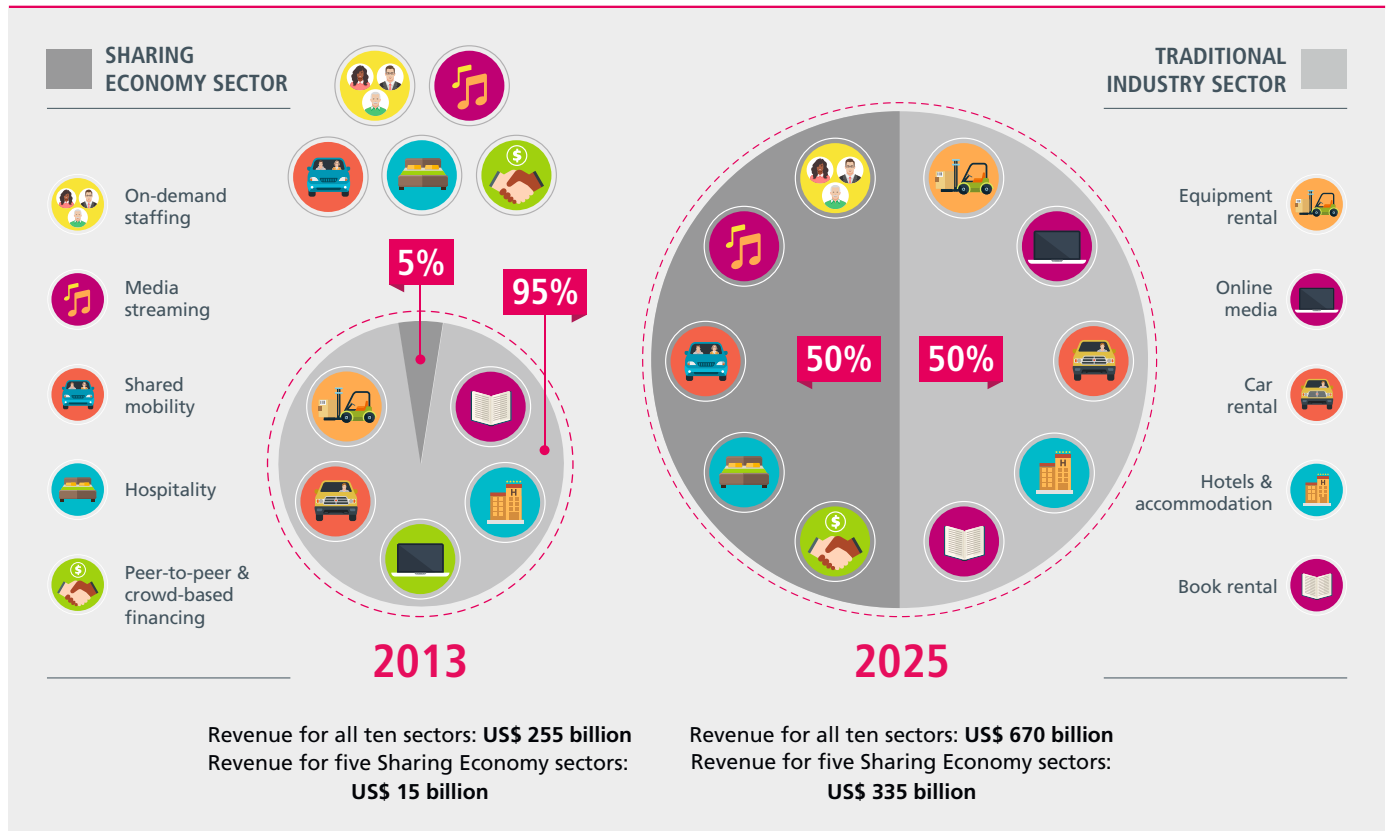 SHARING
ECONOMY SECTOR
TRADITIONAL
INDUSTRY SECTOR
On-demand
staffing
Media
streaming
Shared
mobility
Hospitality
Peer-to-peer &
crowd-based
financing
5%
95%
$
H
2013
50%
50%
$
H
2025
Equipment
rental
Online
media
Car
rental
Hotels &
accommodation
H
Book rental
$
$
Revenue for all ten sectors: US$ 255 billion
Revenue for five Sharing Economy sectors:
US$ 15 billion
Revenue for all ten sectors: US$ 670 billion
Revenue for five Sharing Economy sectors:
US$ 335 billion